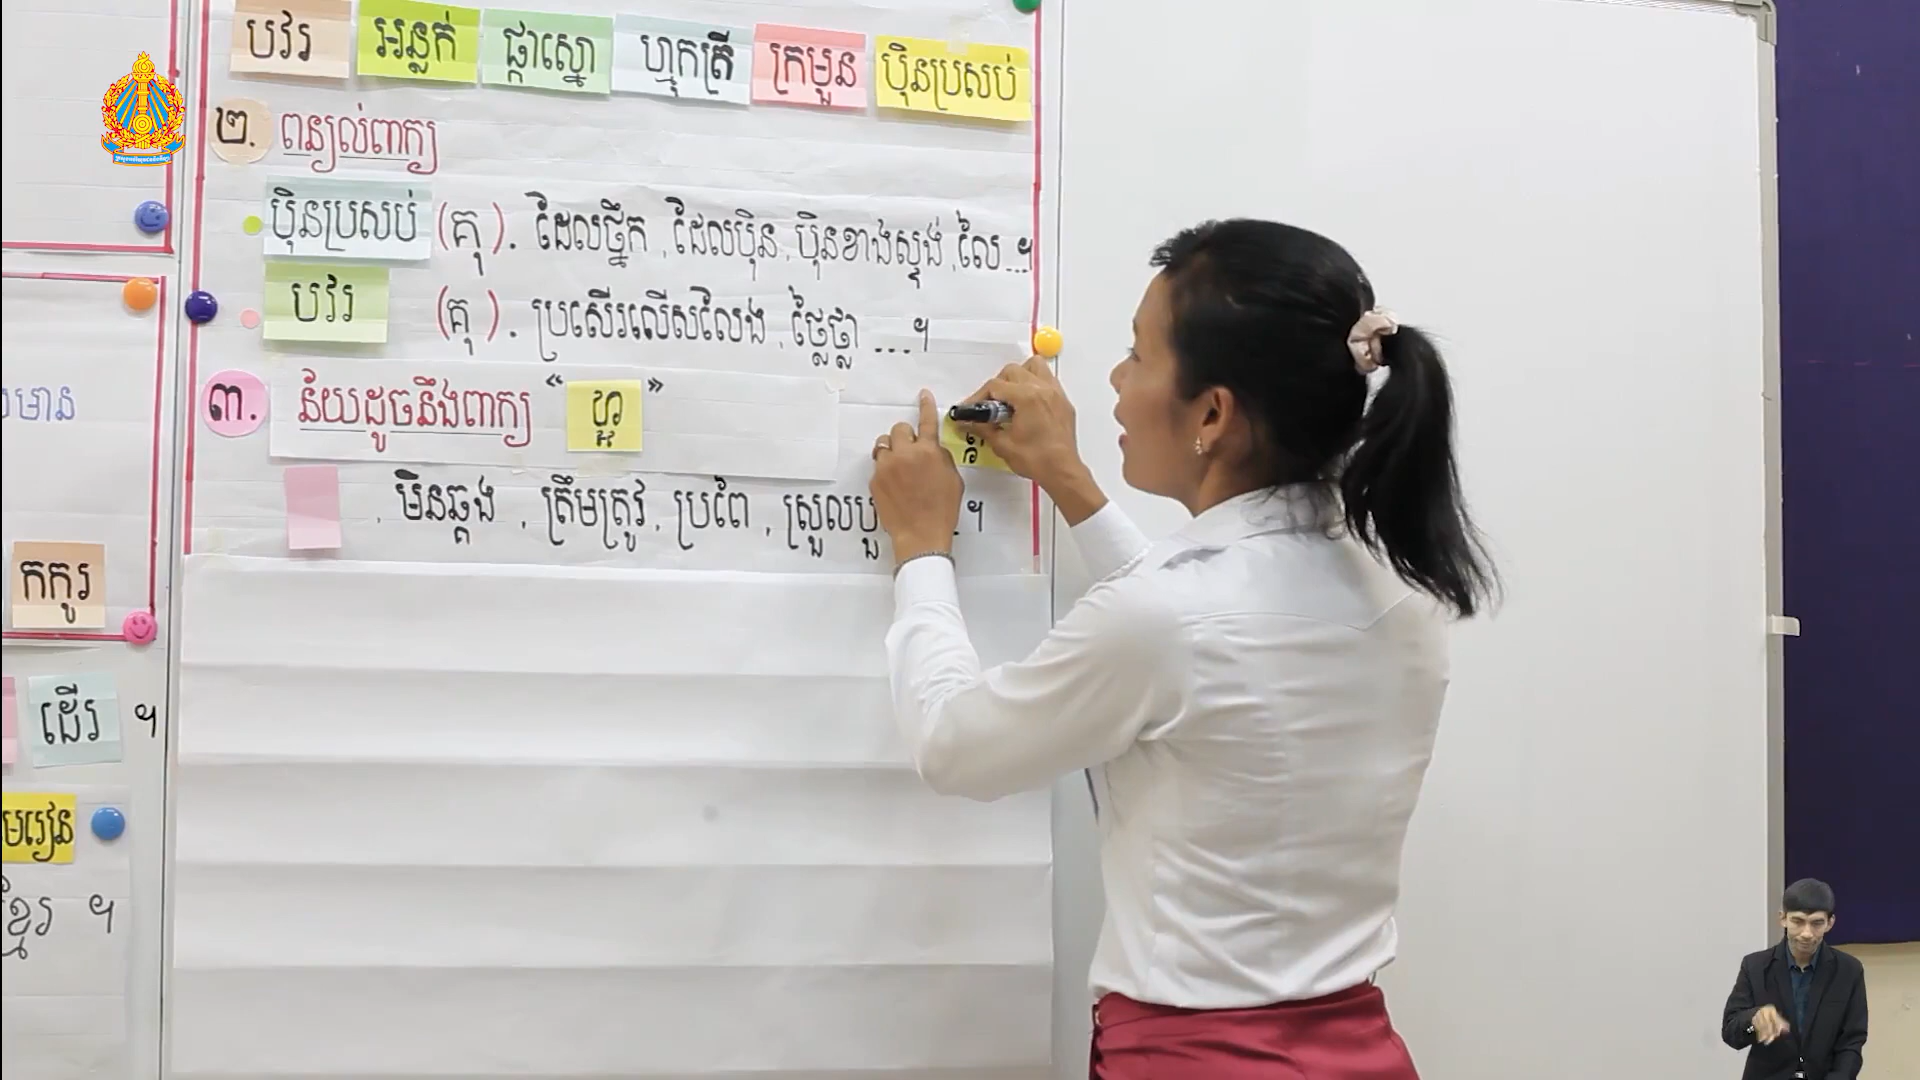 បវរ អន្លក់ ផ្កាស្នោ ហ្មុកត្រី ក្រមួន ប៉ិនប្រសប់
២. ពន្យល់ពាក្យ
ប៉ិនប្រសប់ (គុ). ដែលថ្នឹក , ដែលប៉ិន , ប៉ិនខាងស្ទង់ , លៃ ...។
បវរ (គុ). ប្រសើរលើសលែង , ថ្លៃថ្លា ...។
៣. ន័យដូចនឹងពាក្យ " ហ្អ "
, មិនឆ្គង , ត្រឹមត្រូវ , ប្រពៃ , ស្រួលបួ ...។
មាន
កកូរ
ដើរ ។
មរៀន
ខ្មែរ ។